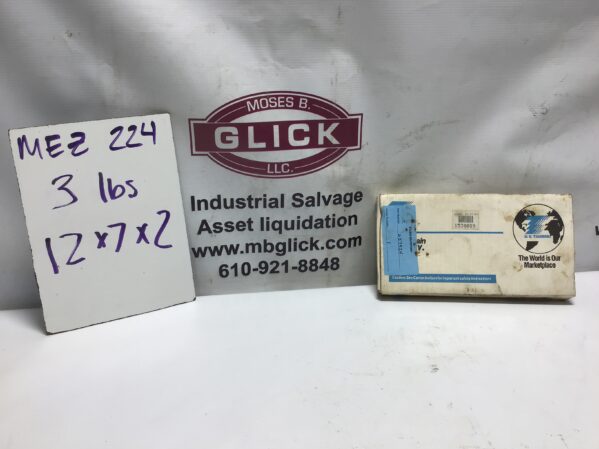 MEZ 224
3 lbs
12x7x2
MOSES B.
GLICK
LLC.
Industrial Salvage
Asset liquidation
www.mbglick.com
610-921-8848
The World is Our
Marketplace